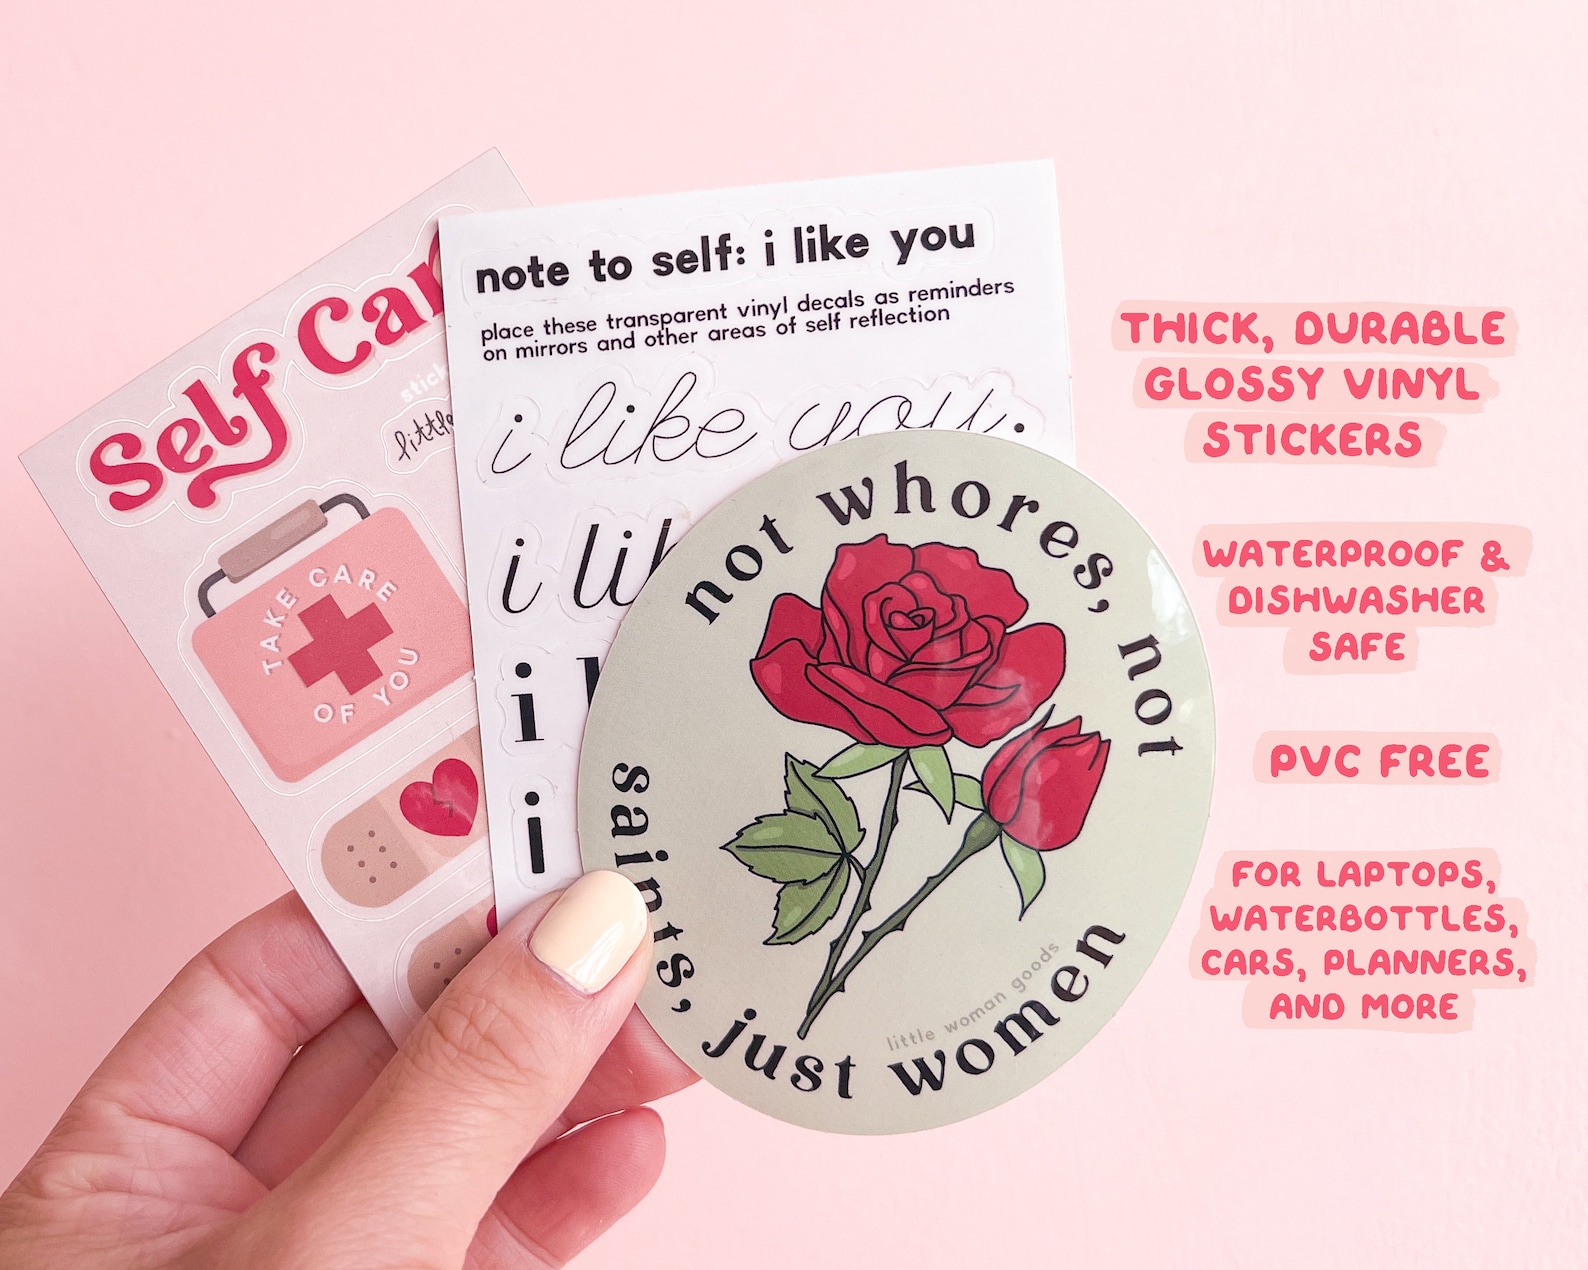 Self
TAKE CARE
OF YOU
note to self: i like you
place these transparent vinyl decals as reminders
on mirrors and other areas of self reflection
i like you.
i
i
i
not whores, not
saints, just women
little woman goods
THICK, DURABLE
GLOSSY VINYL
STICKERS
WATERPROOF &
DISHWASHER
SAFE
PVC FREE
FOR LAPTOPS,
WATERBOTTLES,
CARS, PLANNERS,
AND MORE